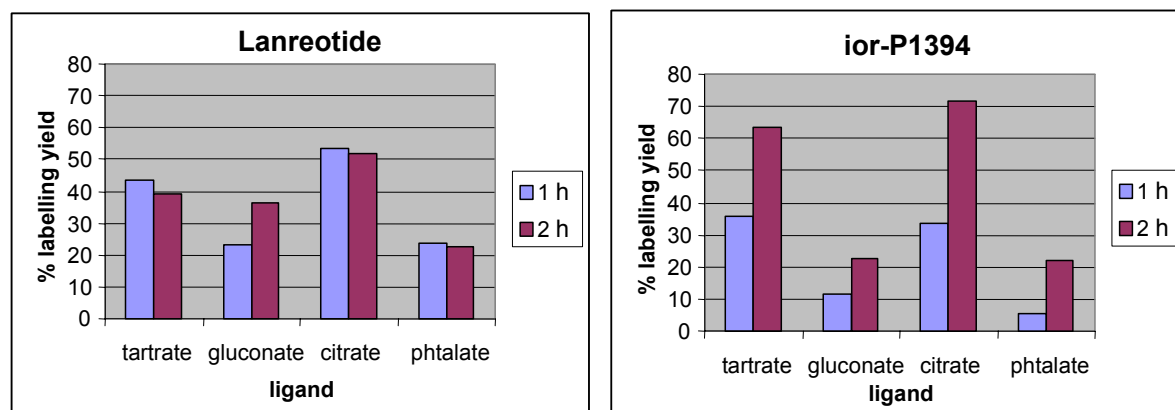 Lanreotide
% labelling yield
80
70
60
50
40
30
20
10
0
tartrate gluconate citrate phtalate
ligand
1 h
2 h
ior-P1394
% labelling yield
80
70
60
50
40
30
20
10
0
tartrate gluconate citrate phtalate
ligand
1 h
2 h